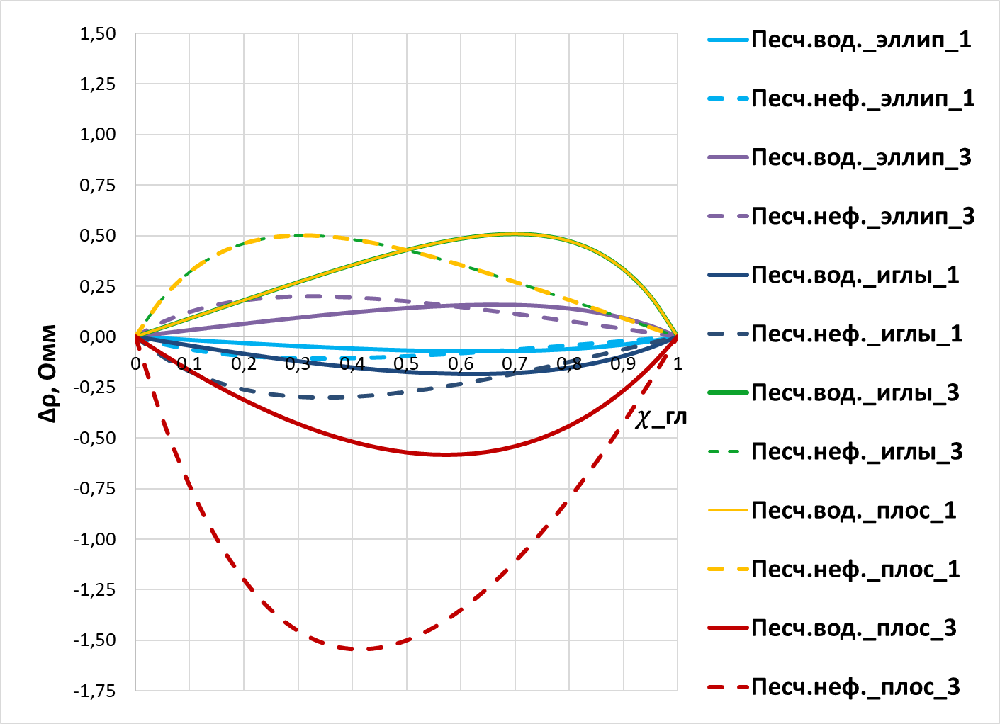 1,50
1,25
1,00
0,75
0,50
0,25
0,00
-0,25
-0,50
-0,75
-1,00
-1,25
-1,50
-1,75
Δρ, Омм
0 0,1 0,2 0,3 0,4 0,5 0,6 0,7 0,8 0,9 1
χ_гл
Песч.вод._эллип_1
Песч.неф._эллип_1
Песч.вод._эллип_3
Песч.неф._эллип_3
Песч.вод._иглы_1
Песч.неф._иглы_1
Песч.вод._иглы_3
Песч.неф._иглы_3
Песч.вод._плос_1
Песч.неф._плос_1
Песч.вод._плос_3
Песч.неф._плос_3